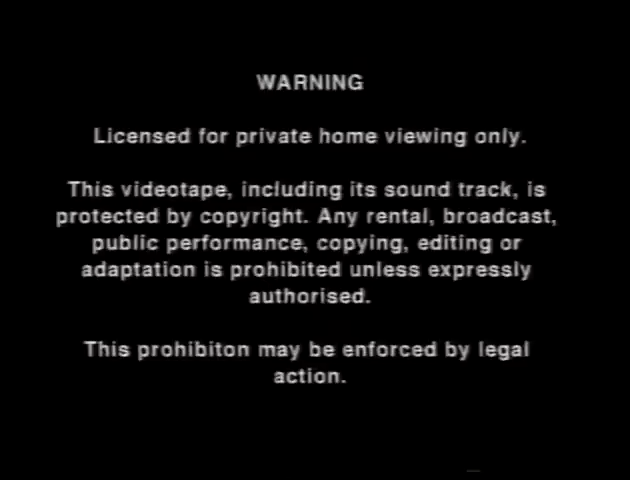 WARNING
Licensed for private home viewing only.
This videotape, including its sound track, is
protected by copyright. Any rental, broadcast,
public performance, copying, editing or
adaptation is prohibited unless expressly
authorised.
This prohibiton may be enforced by legal
action.